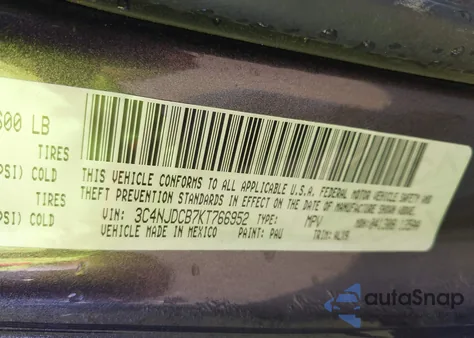 600 LB
TIRES
PSI) COLD
TIRES
PSI) COLD
THIS VEHICLE CONFORMS TO ALL APPLICABLE U.S.A. FEDERAL MOTOR VEHICLE SAFETY AND
THEFT PREVENTION STANDARDS IN EFFECT ON THE DATE OF MANUFACTURE SHOWN ABOVE.
VIN: 3C4NJDCB7KT766952 TYPE: MPV
VEHICLE MADE IN MEXICO PAINT: PAU TRIM:
autoSnap